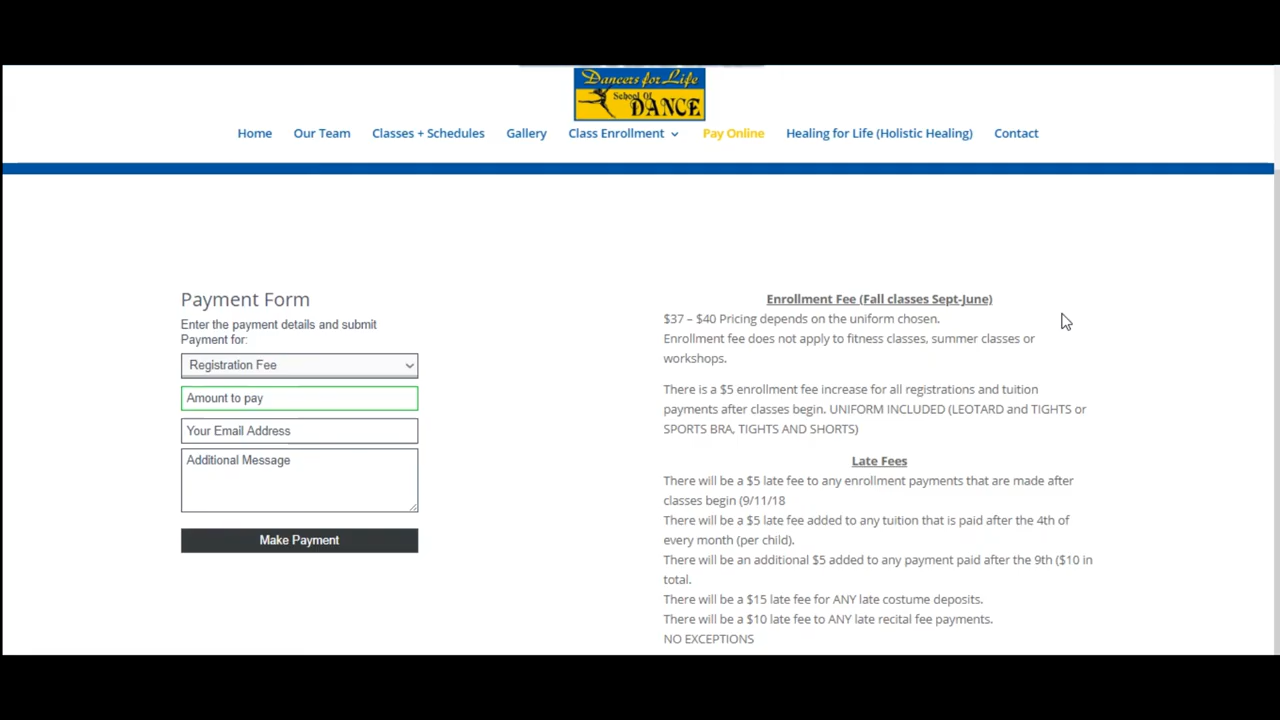 Dancers for Life
School Of
DANCE
Home
Our Team
Classes + Schedules
Gallery
Class Enrollment
Pay Online
Healing for Life (Holistic Healing)
Contact
Payment Form
Enter the payment details and submit
Payment for:
Registration Fee
Amount to pay
Your Email Address
Additional Message
Make Payment
Enrollment Fee (Fall classes Sept-June)
$37 – $40 Pricing depends on the uniform chosen.
Enrollment fee does not apply to fitness classes, summer classes or
workshops.
There is a $5 enrollment fee increase for all registrations and tuition
payments after classes begin. UNIFORM INCLUDED (LEOTARD and TIGHTS or
SPORTS BRA, TIGHTS AND SHORTS)
Late Fees
There will be a $5 late fee to any enrollment payments that are made after
classes begin (9/11/18
There will be a $5 late fee added to any tuition that is paid after the 4th of
every month (per child).
There will be an additional $5 added to any payment paid after the 9th ($10 in
total.
There will be a $15 late fee for ANY late costume deposits.
There will be a $10 late fee to ANY late recital fee payments.
NO EXCEPTIONS